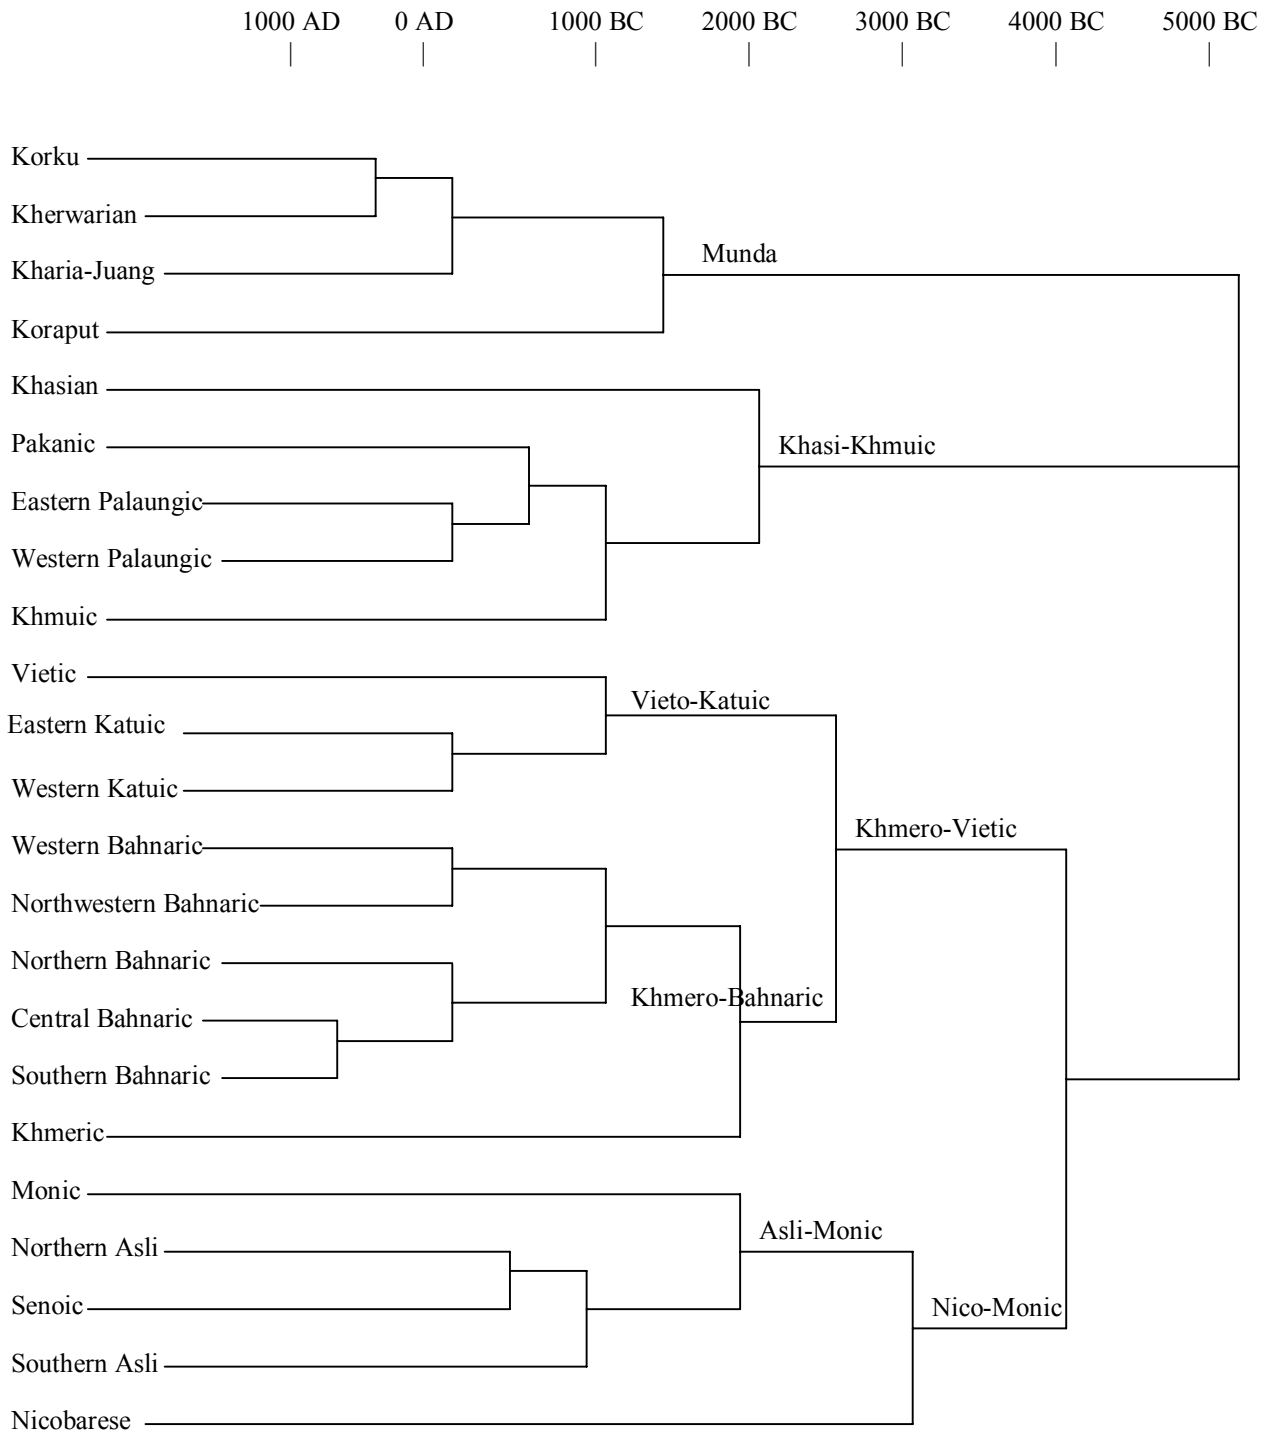 1000 AD 0 AD 1000 BC 2000 BC 3000 BC 4000 BC 5000 BC
Korku
Kherwarian
Munda
Kharia-Juang
Koraput
Khasian
Pakanic
Khasi-Khmuic
Eastern Palaungic
Western Palaungic
Khmuic
Vietic
Vieto-Katuic
Eastern Katuic
Western Katuic
Khmero-Vietic
Western Bahnaric
Northwestern Bahnaric
Northern Bahnaric
Khmero-Bahnaric
Central Bahnaric
Southern Bahnaric
Khmeric
Monic
Asli-Monic
Northern Asli
Senoic
Nico-Monic
Southern Asli
Nicobarese